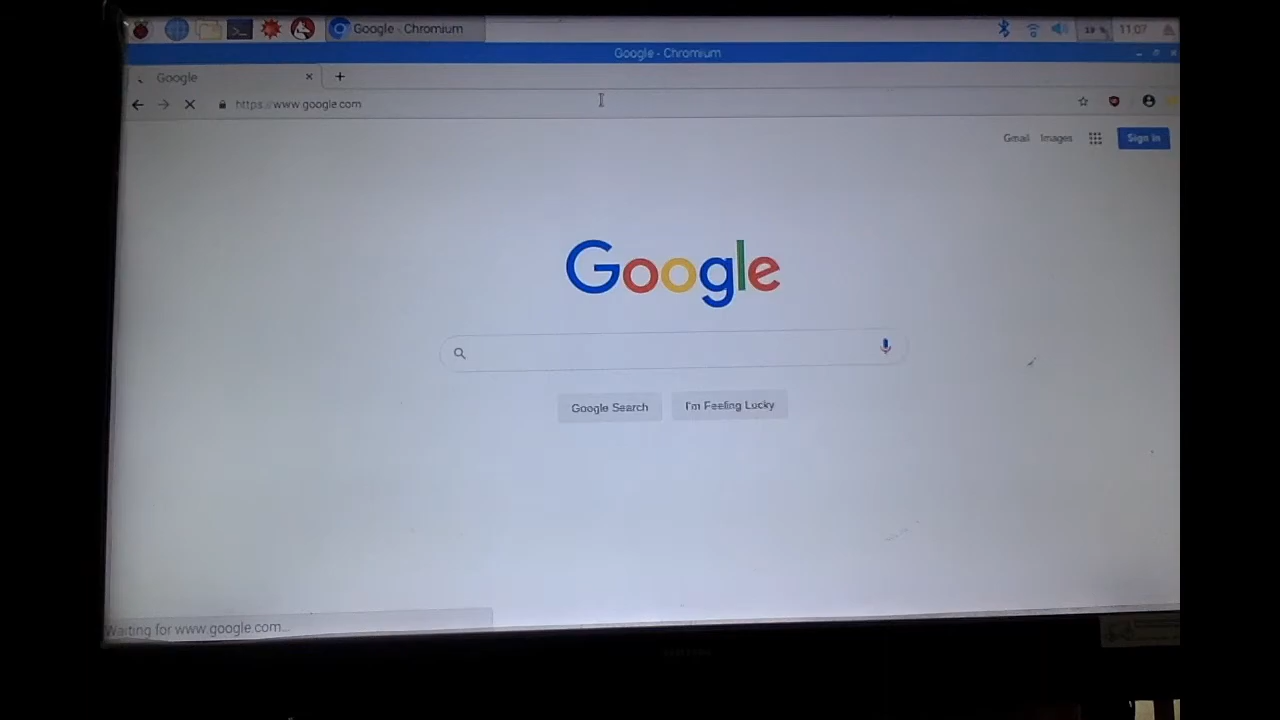 Google - Chromium
11:07
Google - Chromium
Google
https://www.google.com
Gmail Images Sign in
Google
Google Search I'm Feeling Lucky
Waiting for www.google.com...